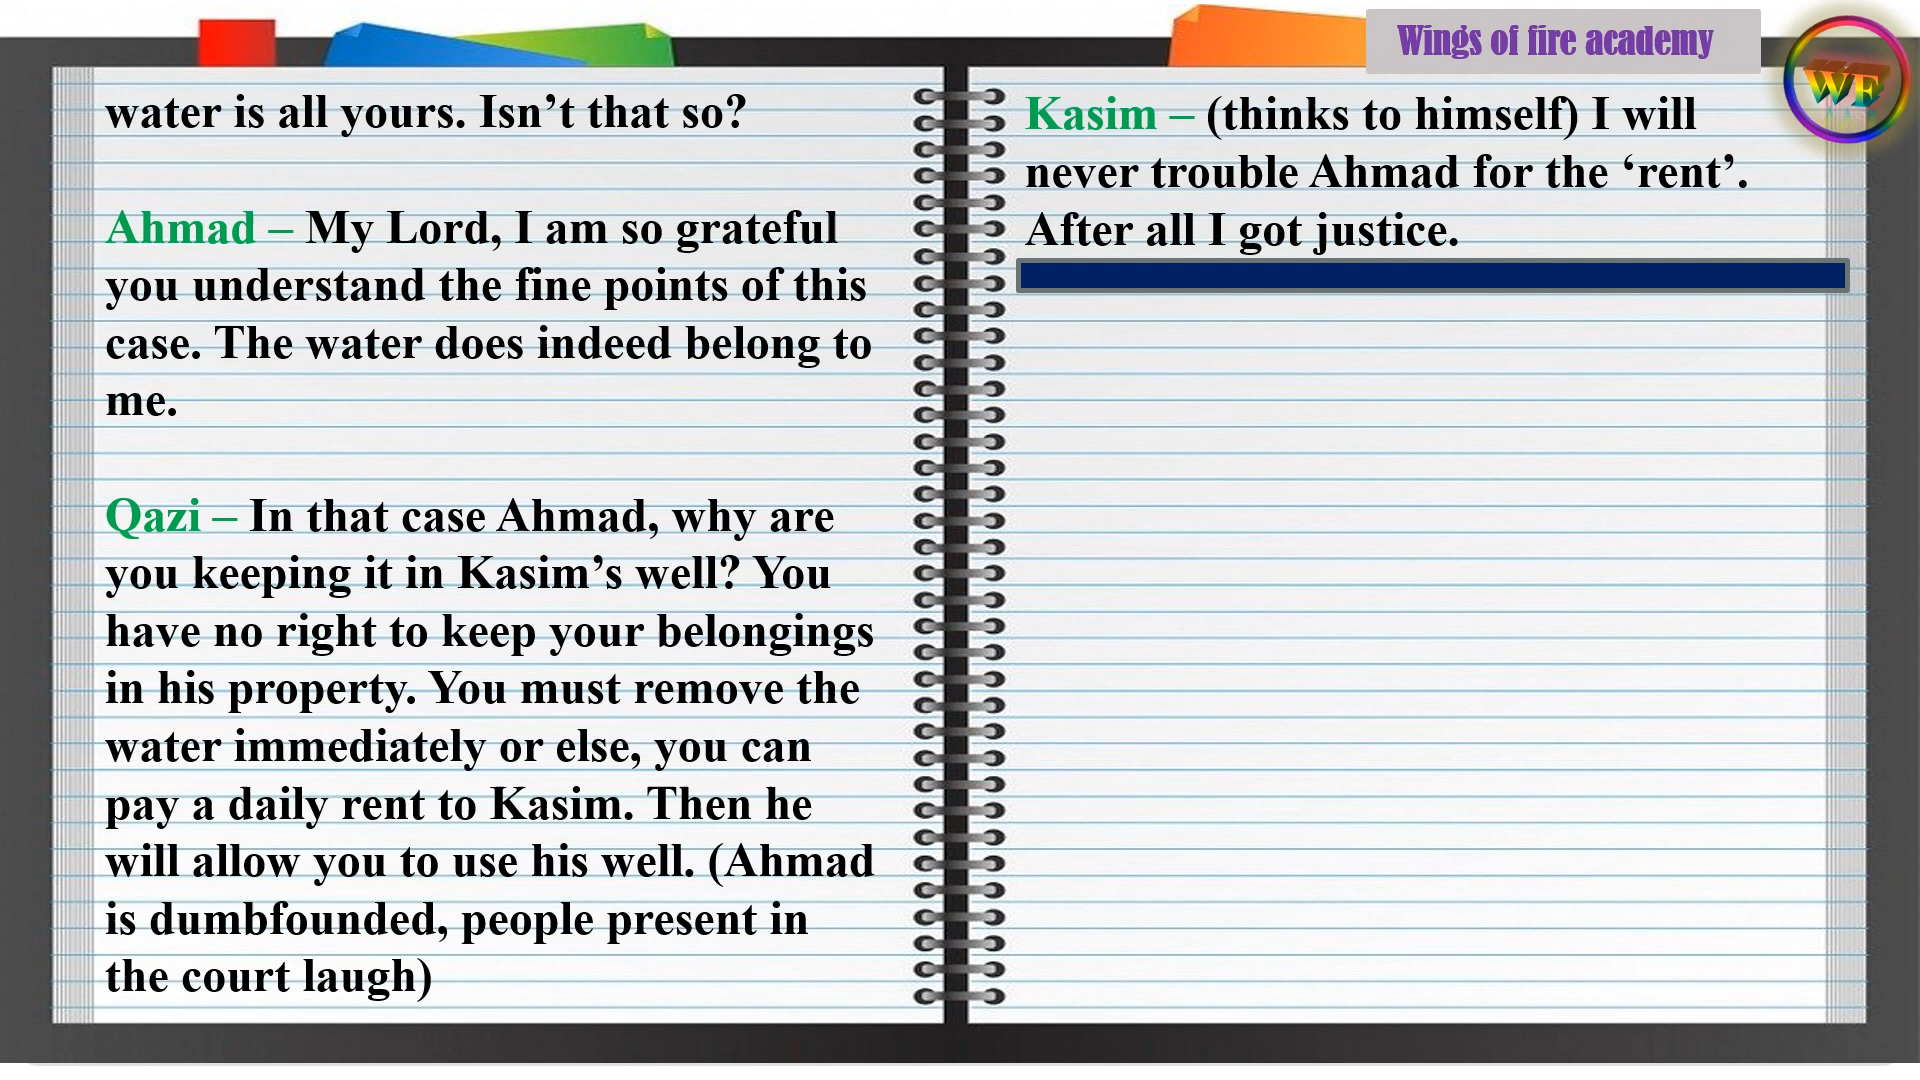 Wings of fire academy
WE
water is all yours. Isn’t that so?
Ahmad – My Lord, I am so grateful
you understand the fine points of this
case. The water does indeed belong to
me.
Qazi – In that case Ahmad, why are
you keeping it in Kasim’s well? You
have no right to keep your belongings
in his property. You must remove the
water immediately or else, you can
pay a daily rent to Kasim. Then he
will allow you to use his well. (Ahmad
is dumbfounded, people present in
the court laugh)
Kasim – (thinks to himself) I will
never trouble Ahmad for the ‘rent’.
After all I got justice.